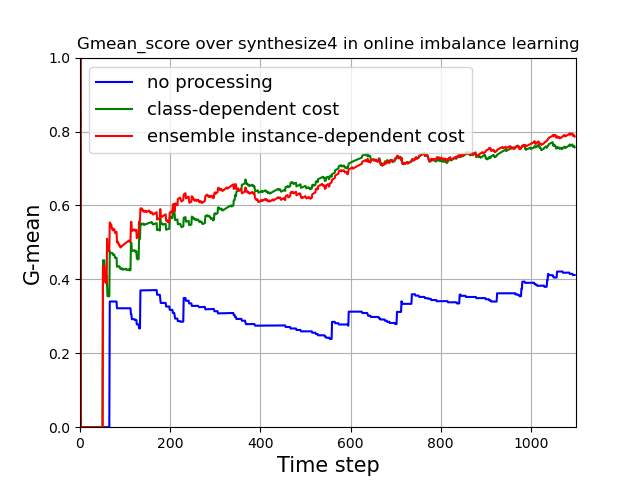 Gmean_score over synthesize4 in online imbalance learning
1.0
no processing
class-dependent cost
ensemble instance-dependent cost
0.8
0.6
G-mean
0.4
0.2
0.0
0 200 400 600 800 1000
Time step